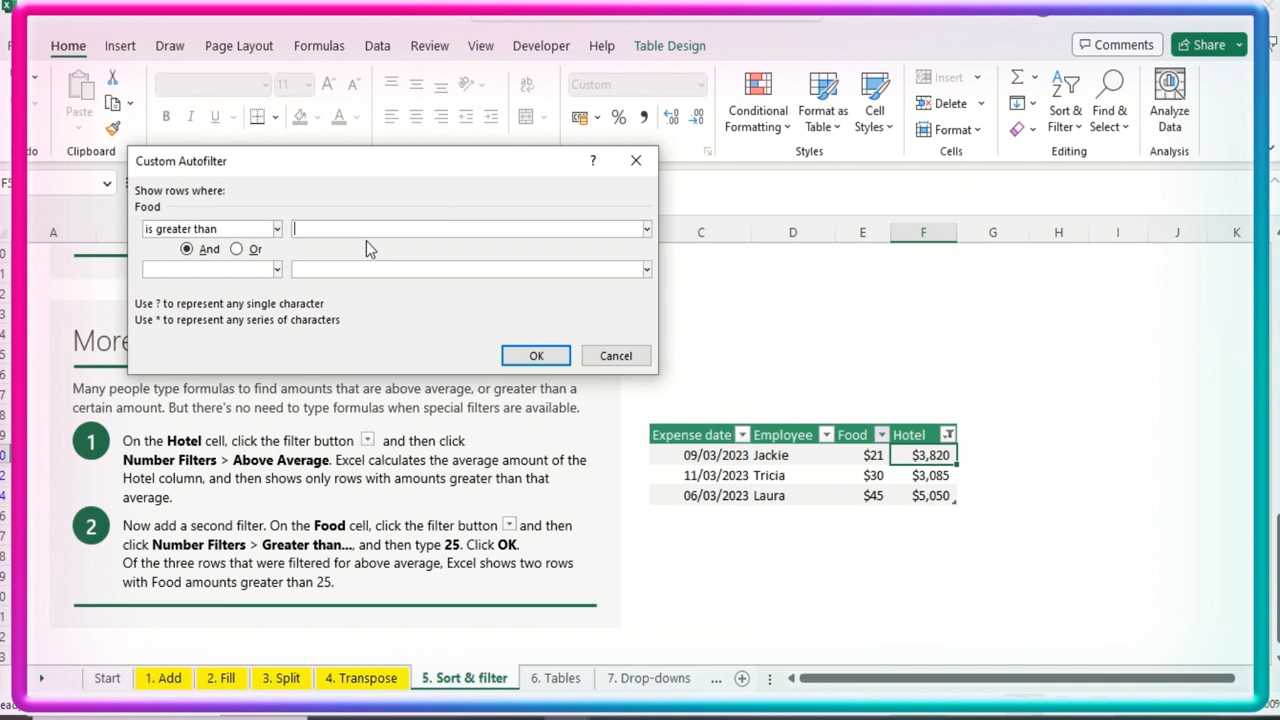 Home Insert Draw Page Layout Formulas Data Review View Developer Help Table Design Comments Share
11 Custom Insert
Paste Conditional Format as Cell Delete Sort & Find & Analyze
Formatting Table Styles Format Filter Select Data
Clipboard Styles Cells Editing Analysis
Custom Autofilter ? ×
Show rows where:
Food
is greater than
And Or
Use ? to represent any single character
Use * to represent any series of characters
OK Cancel
A C D E F G H I J K
More
Many people type formulas to find amounts that are above average, or greater than a
certain amount. But there's no need to type formulas when special filters are available.
1 On the Hotel cell, click the filter button and then click
Number Filters > Above Average. Excel calculates the average amount of the
Hotel column, and then shows only rows with amounts greater than that
average.
2 Now add a second filter. On the Food cell, click the filter button and then
click Number Filters > Greater than..., and then type 25. Click OK.
Of the three rows that were filtered for above average, Excel shows two rows
with Food amounts greater than 25.
Expense date Employee Food Hotel
09/03/2023 Jackie $21 $3,820
11/03/2023 Tricia $30 $3,085
06/03/2023 Laura $45 $5,050
Start 1. Add 2. Fill 3. Split 4. Transpose 5. Sort & filter 6. Tables 7. Drop-downs ...